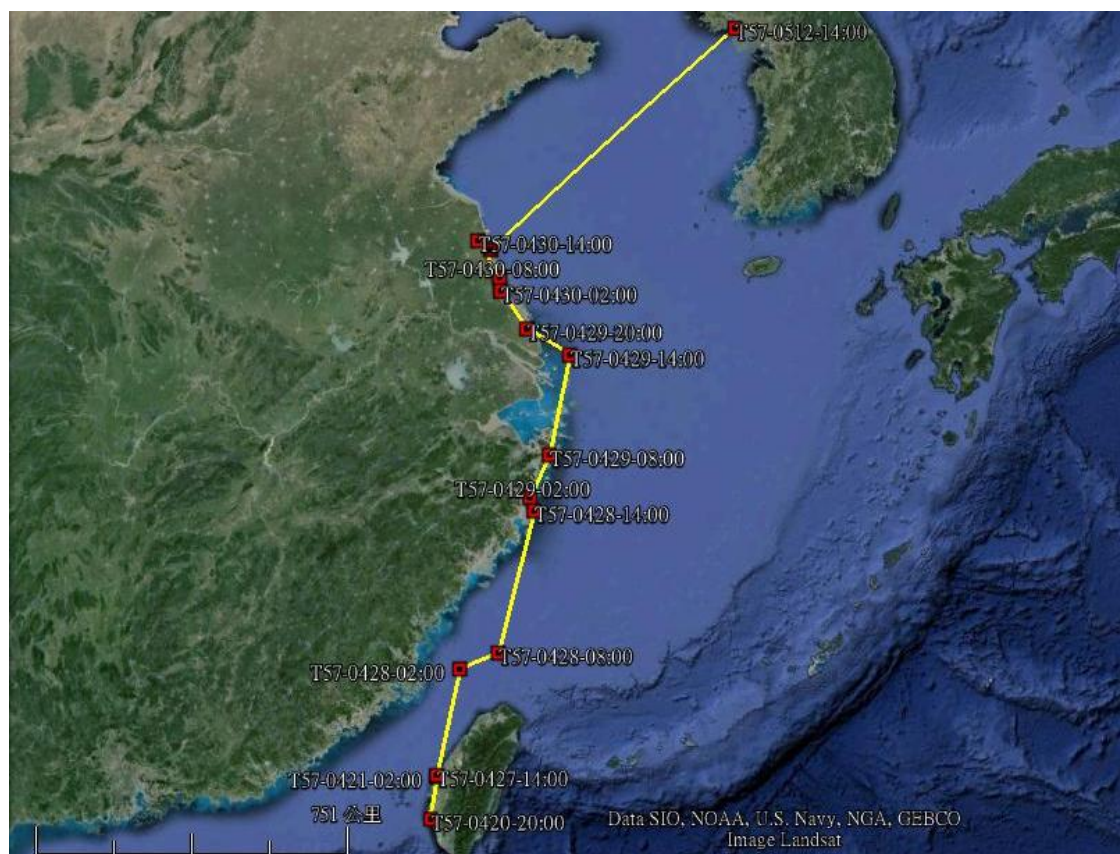 T57-0512-14:00
T57-0430-14:00
T57-0430-08:00
T57-0430-02:00
T57-0429-20:00
T57-0429-14:00
T57-0429-08:00
T57-0429-02:00
T57-0428-14:00
T57-0428-08:00
T57-0428-02:00
T57-0421-02:00 T57-0427-14:00
751 公里
T57-0420-20:00
Data SIO, NOAA, U.S. Navy, NGA, GEBCO
Image Landsat